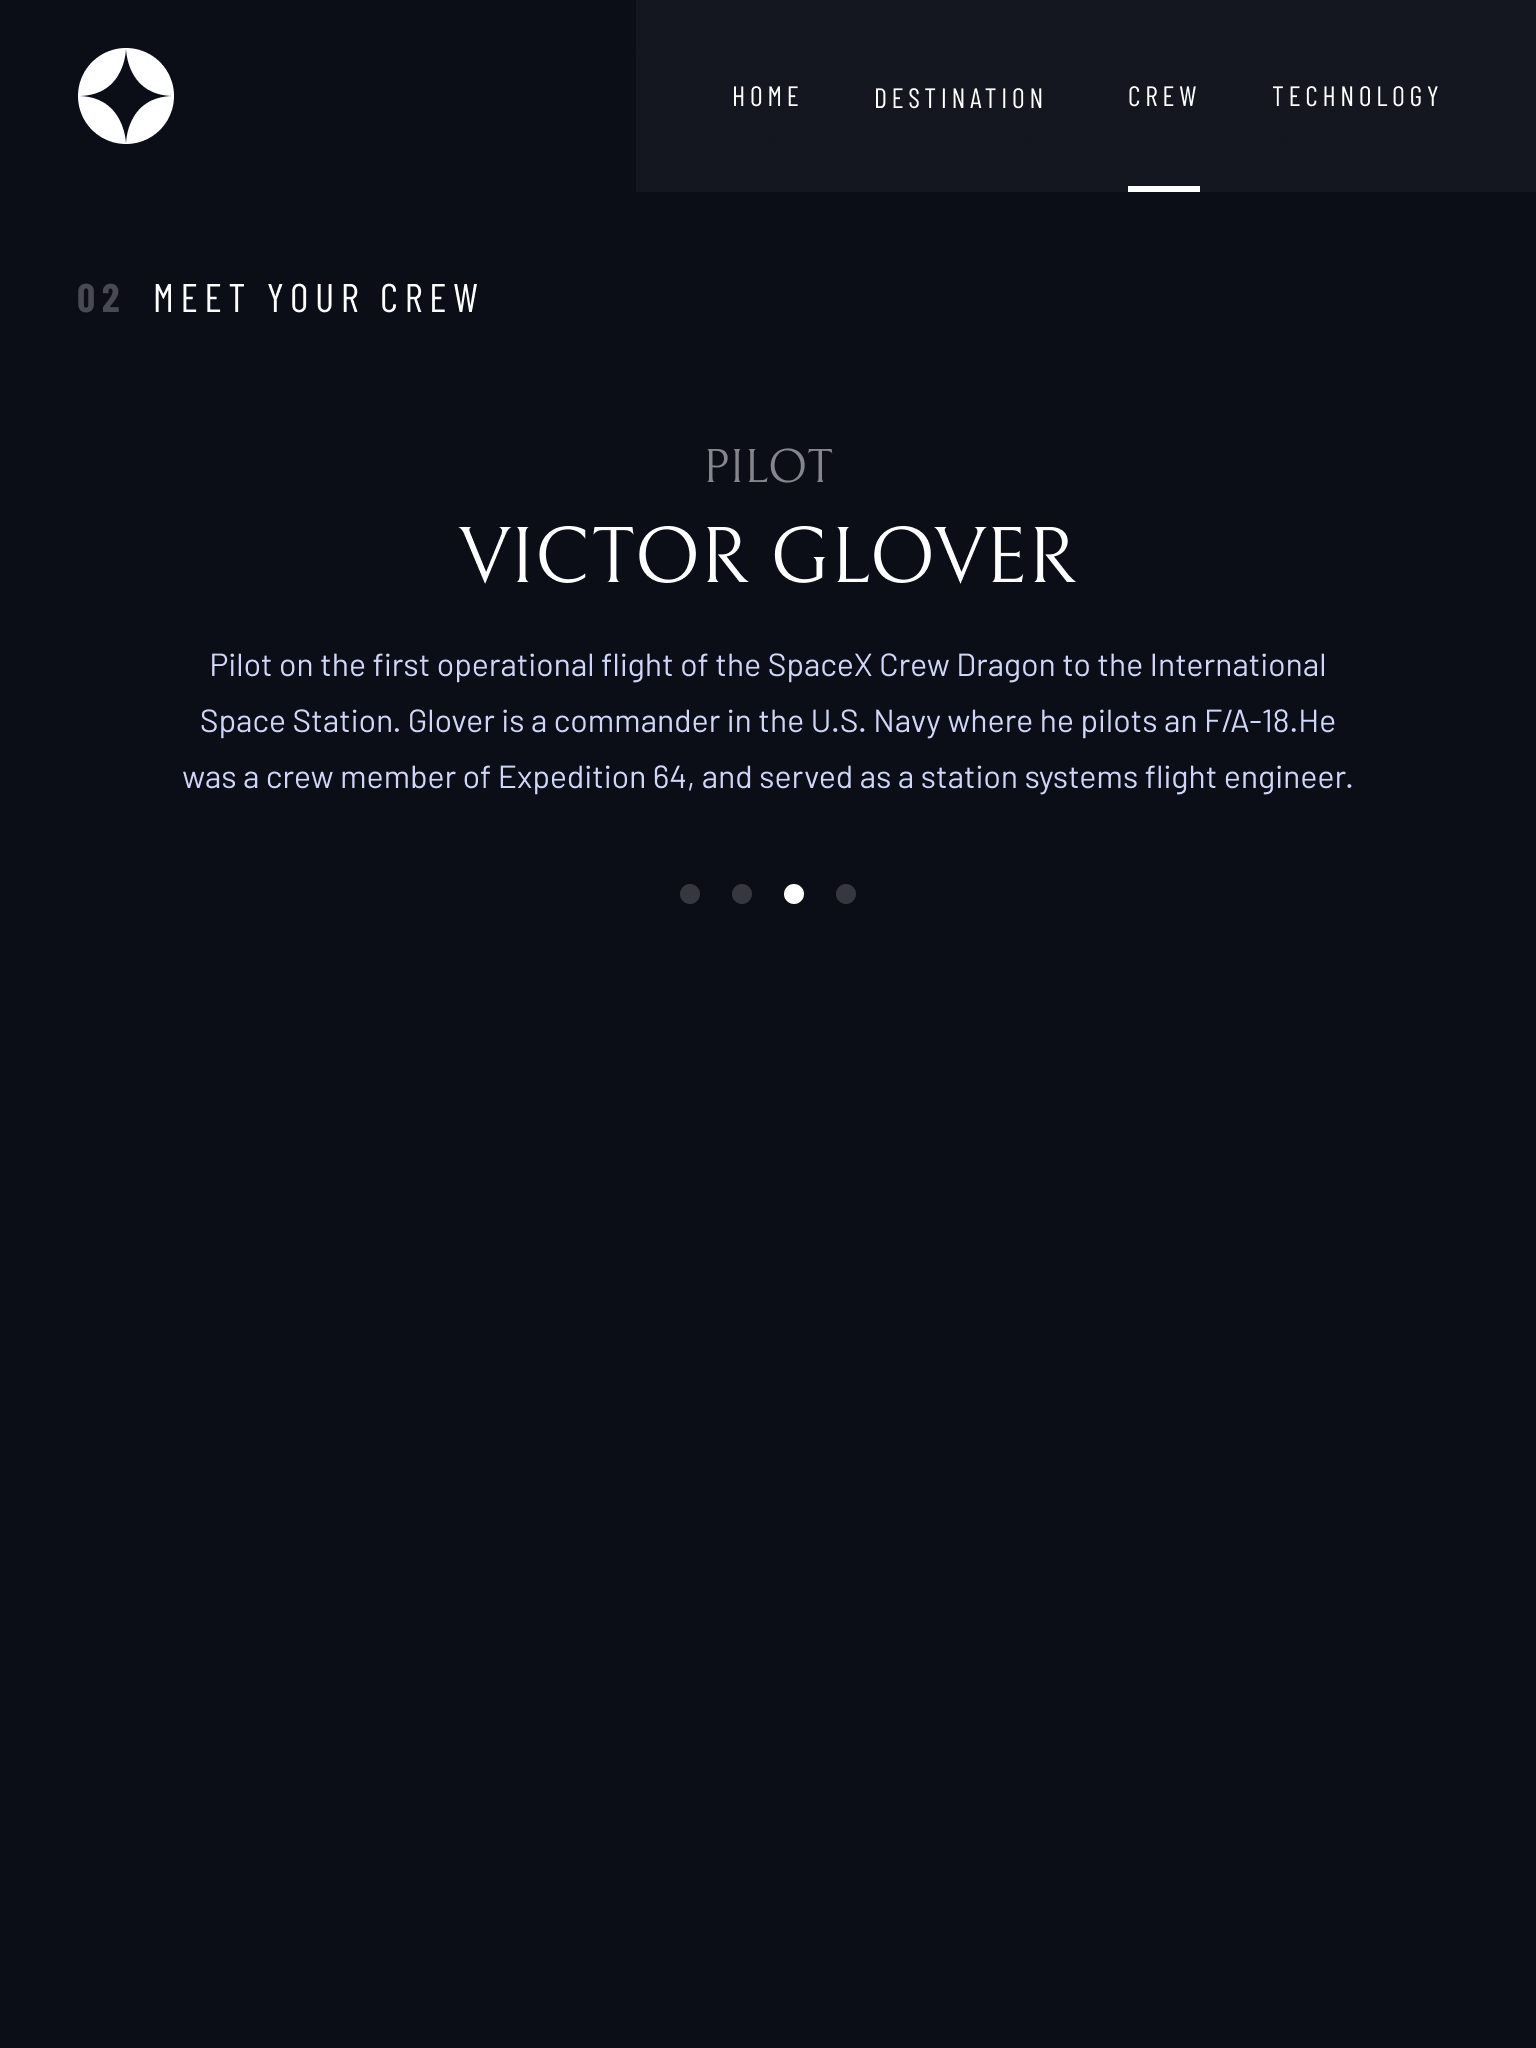 HOME DESTINATION CREW TECHNOLOGY
02 MEET YOUR CREW
PILOT
VICTOR GLOVER
Pilot on the first operational flight of the SpaceX Crew Dragon to the International
Space Station. Glover is a commander in the U.S. Navy where he pilots an F/A-18.He
was a crew member of Expedition 64, and served as a station systems flight engineer.